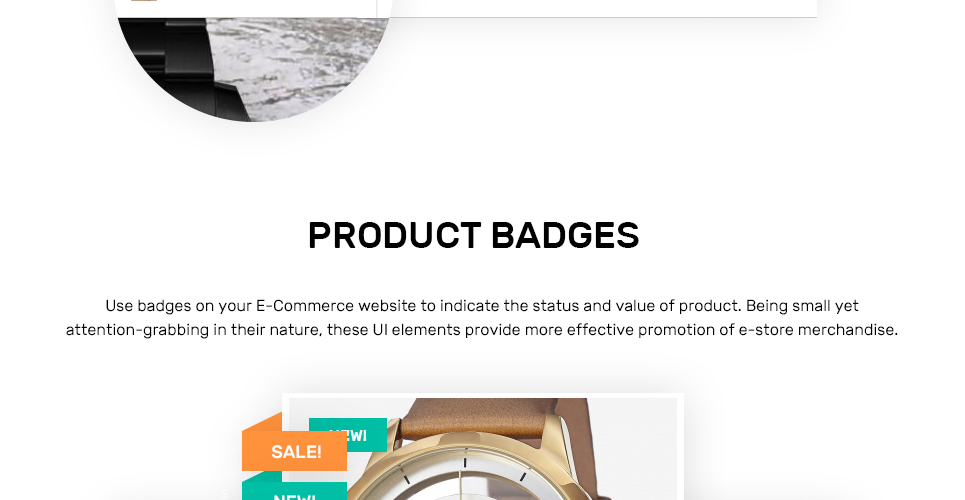 PRODUCT BADGES
Use badges on your E-Commerce website to indicate the status and value of product. Being small yet
attention-grabbing in their nature, these UI elements provide more effective promotion of e-store merchandise.
NEW!
SALE!
NEW!